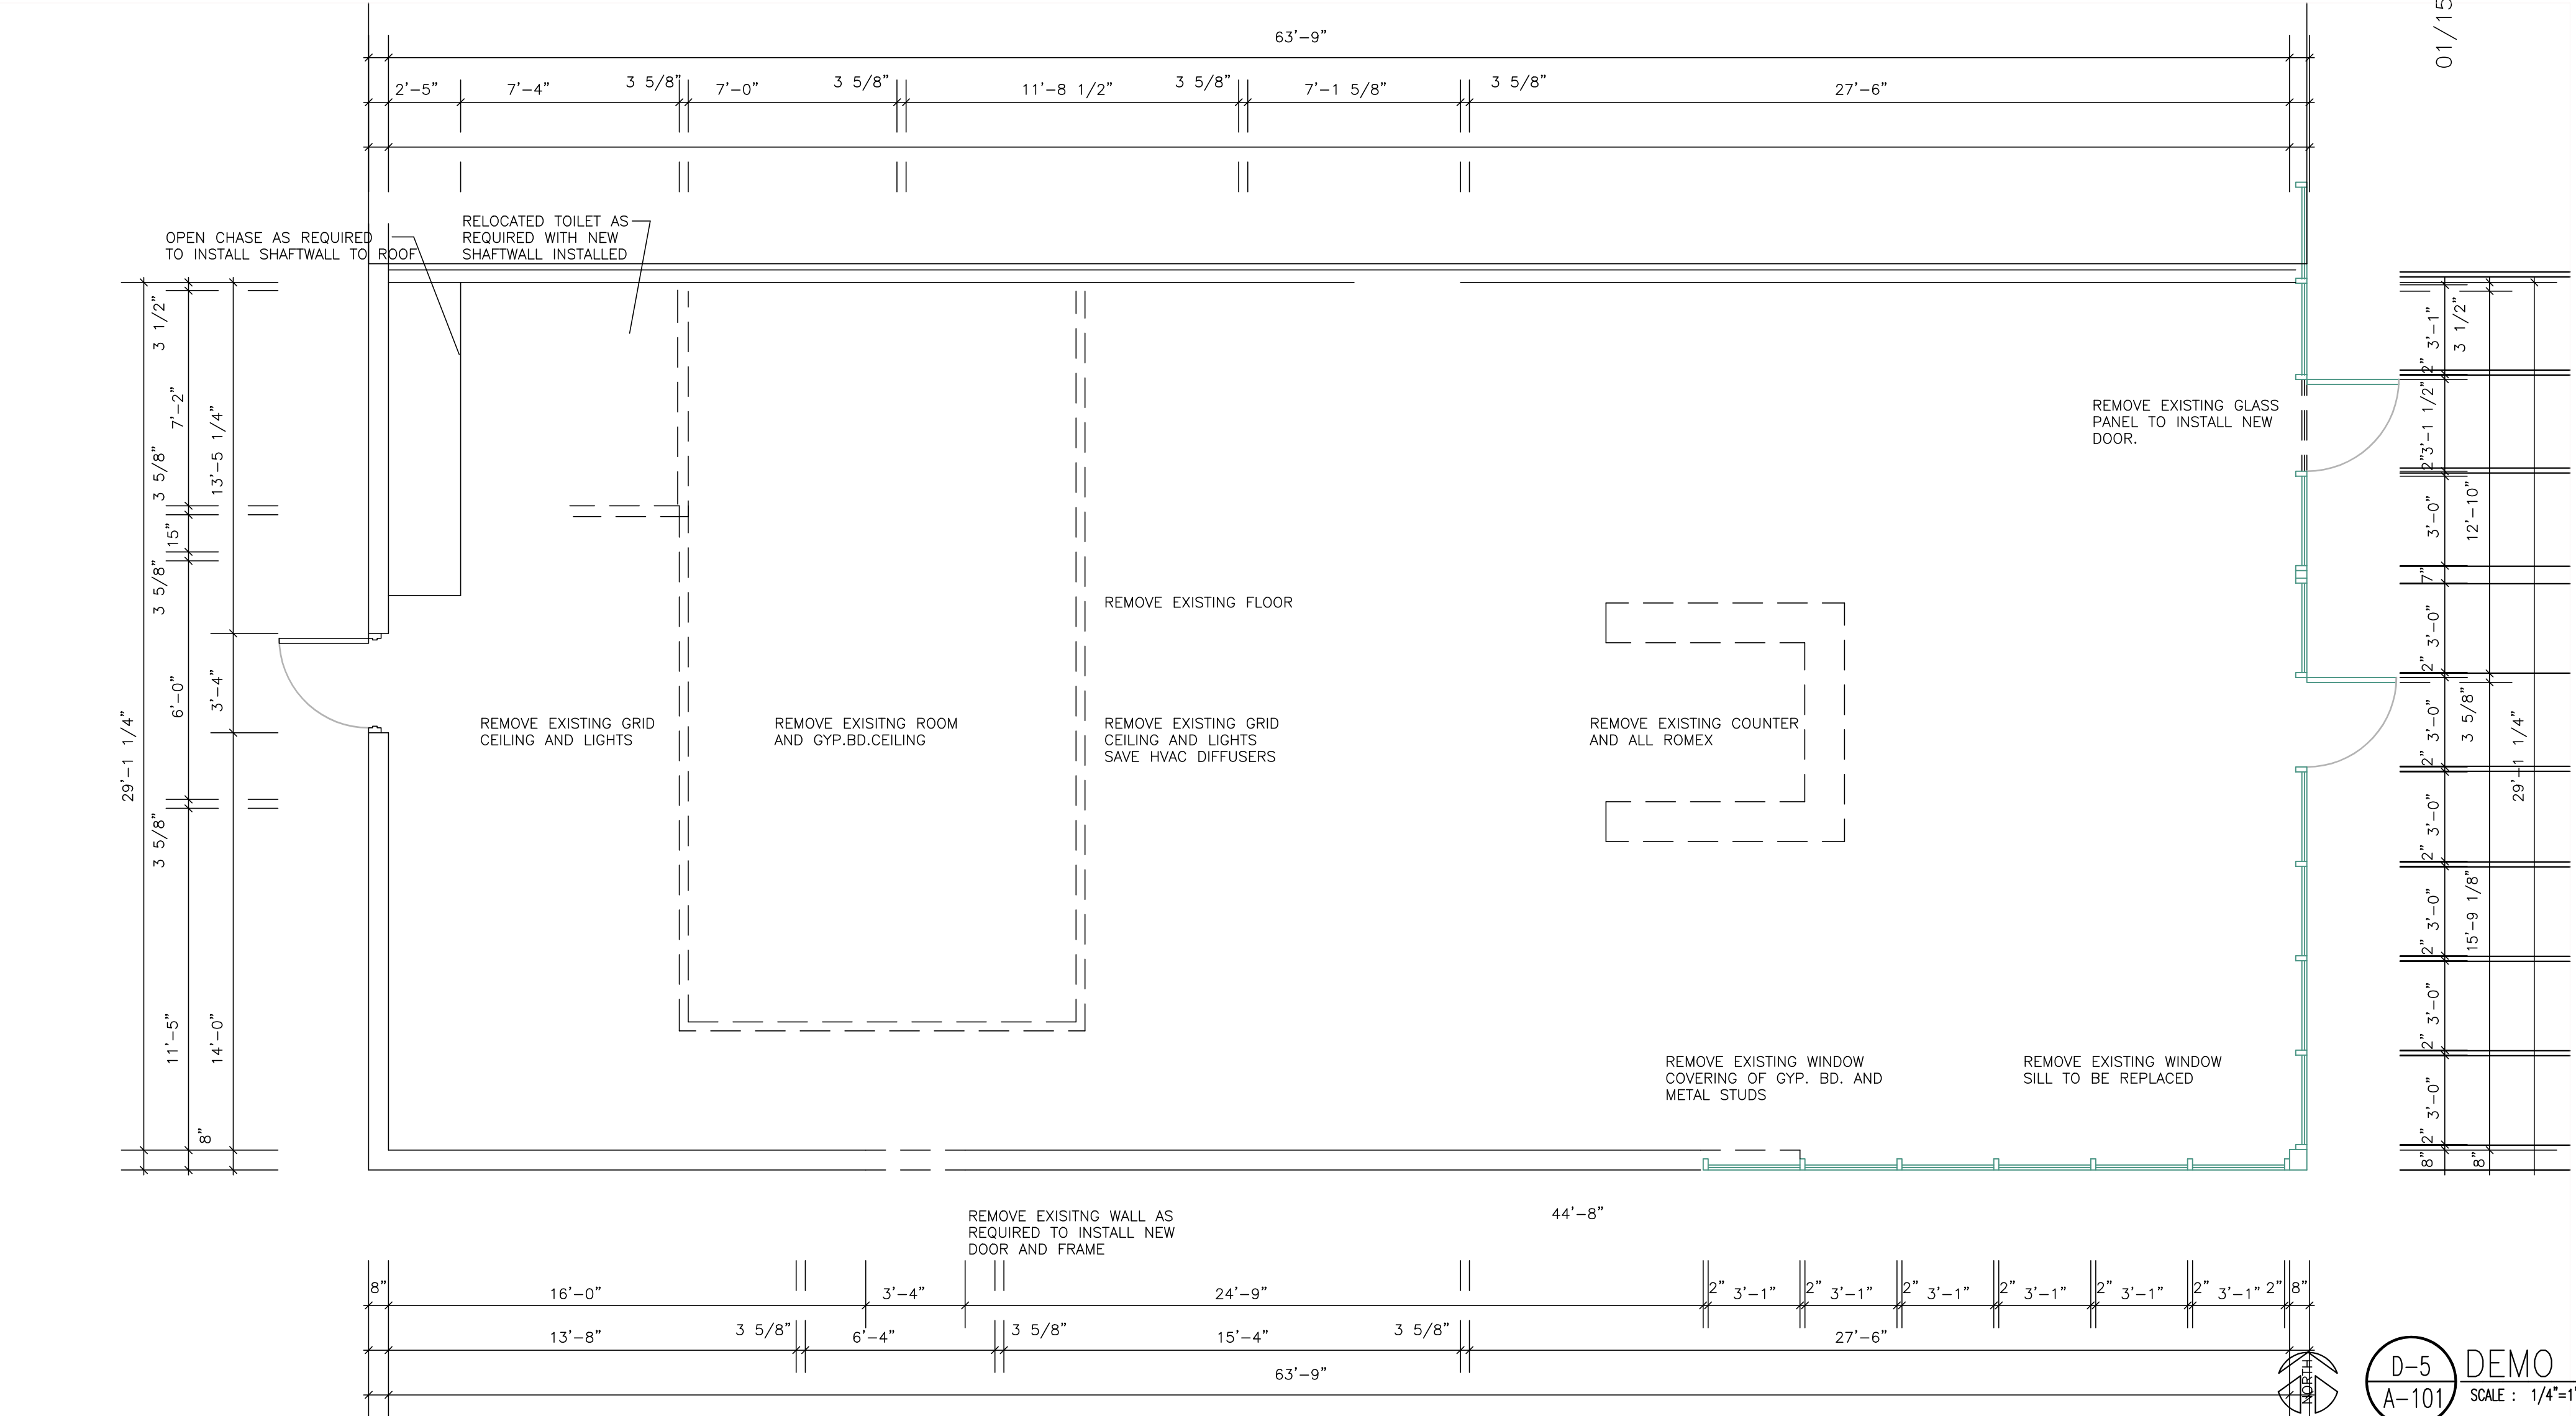 01/15
63'-9"
2'-5" 7'-4" 3 5/8" 7'-0" 3 5/8" 11'-8 1/2" 3 5/8" 7'-1 5/8" 3 5/8" 27'-6"
OPEN CHASE AS REQUIRED
TO INSTALL SHAFTWALL TO ROOF
RELOCATED TOILET AS
REQUIRED WITH NEW
SHAFTWALL INSTALLED
3 1/2"
7'-2"
13'-5 1/4"
3 5/8"
15"
3 5/8"
6'-0"
3'-4"
29'-1 1/4"
3 5/8"
11'-5"
14'-0"
8"
REMOVE EXISTING GLASS
PANEL TO INSTALL NEW
DOOR.
REMOVE EXISTING FLOOR
REMOVE EXISTING GRID
CEILING AND LIGHTS
REMOVE EXISITNG ROOM
AND GYP.BD.CEILING
REMOVE EXISTING GRID
CEILING AND LIGHTS
SAVE HVAC DIFFUSERS
REMOVE EXISTING COUNTER
AND ALL ROMEX
REMOVE EXISTING WINDOW
COVERING OF GYP. BD. AND
METAL STUDS
REMOVE EXISTING WINDOW
SILL TO BE REPLACED
3'-1"
3 1/2"
2"
3'-1 1/2"
2"
3'-0"
12'-10"
7"
3'-0"
2"
3'-0"
3 5/8"
29'-1 1/4"
2"
3'-0"
2"
3'-0"
15'-9 1/8"
2"
3'-0"
2"
3'-0"
2"
8"
8"
REMOVE EXISITNG WALL AS
REQUIRED TO INSTALL NEW
DOOR AND FRAME
44'-8"
8" 16'-0" 3'-4" 24'-9" 2" 3'-1" 2" 3'-1" 2" 3'-1" 2" 3'-1" 2" 3'-1" 2" 3'-1" 2" 8"
13'-8" 3 5/8" 6'-4" 3 5/8" 15'-4" 3 5/8" 27'-6"
63'-9"
NORTH
D-5
A-101
DEMO
SCALE : 1/4"=1'